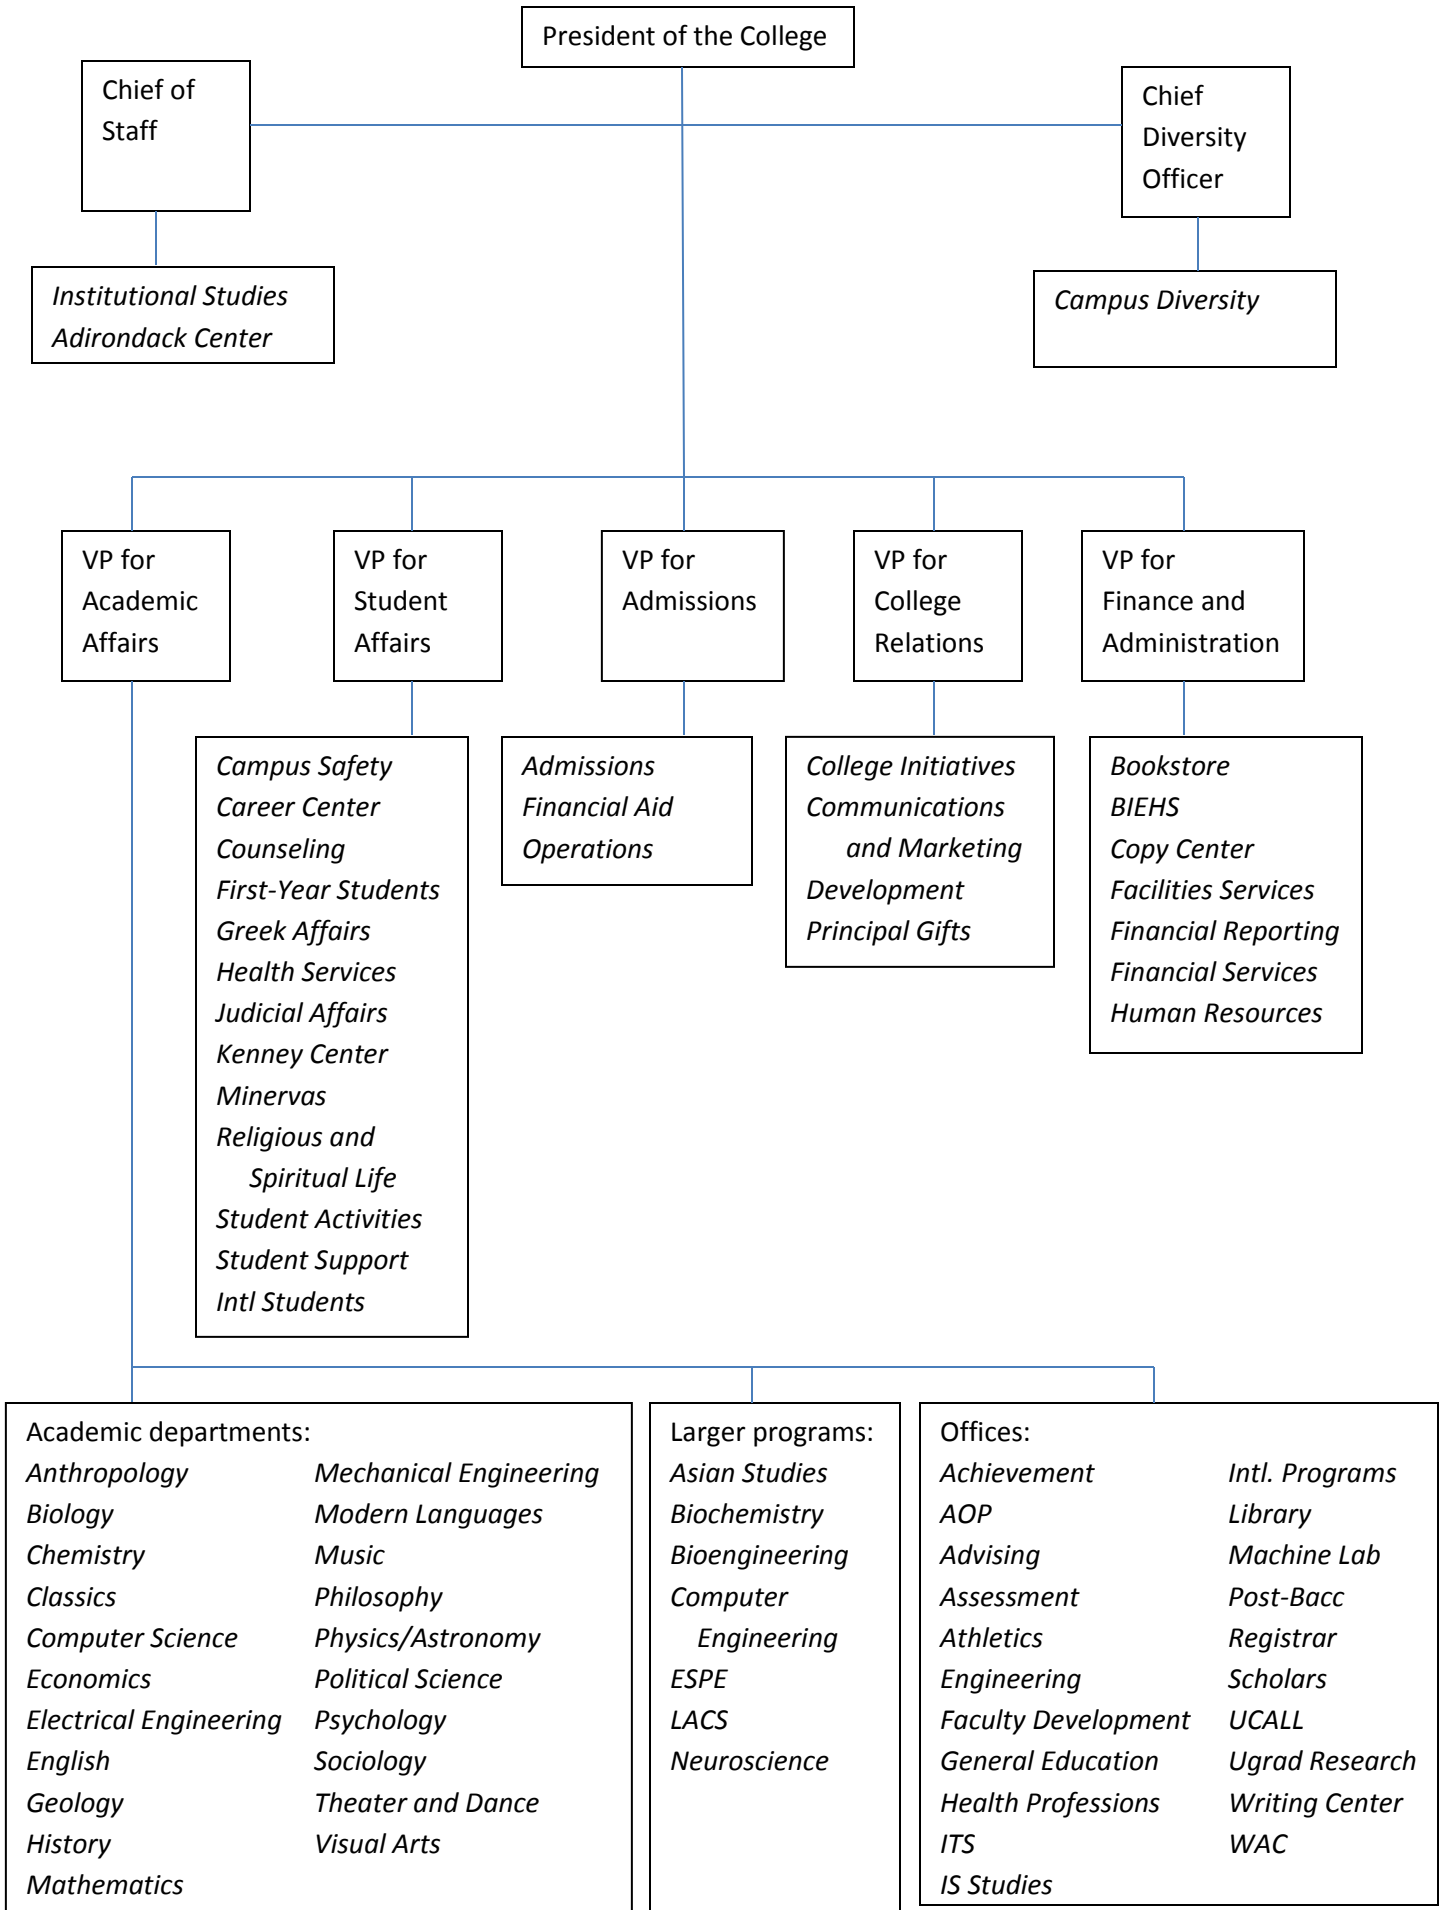 President of the College
Chief of
Staff
Chief
Diversity
Officer
Institutional Studies
Adirondack Center
Campus Diversity
VP for
Academic
Affairs
VP for
Student
Affairs
VP for
Admissions
VP for
College
Relations
VP for
Finance and
Administration
Campus Safety
Career Center
Counseling
First-Year Students
Greek Affairs
Health Services
Judicial Affairs
Kenney Center
Minervas
Religious and
Spiritual Life
Student Activities
Student Support
Intl Students
Admissions
Financial Aid
Operations
College Initiatives
Communications
and Marketing
Development
Principal Gifts
Bookstore
BIEHS
Copy Center
Facilities Services
Financial Reporting
Financial Services
Human Resources
Academic departments:
Anthropology
Biology
Chemistry
Classics
Computer Science
Economics
Electrical Engineering
English
Geology
History
Mathematics
Mechanical Engineering
Modern Languages
Music
Philosophy
Physics/Astronomy
Political Science
Psychology
Sociology
Theater and Dance
Visual Arts
Larger programs:
Asian Studies
Biochemistry
Bioengineering
Computer
Engineering
ESPE
LACS
Neuroscience
Offices:
Achievement
AOP
Advising
Assessment
Athletics
Engineering
Faculty Development
General Education
Health Professions
ITS
IS Studies
Intl. Programs
Library
Machine Lab
Post-Bacc
Registrar
Scholars
UCALL
Ugrad Research
Writing Center
WAC